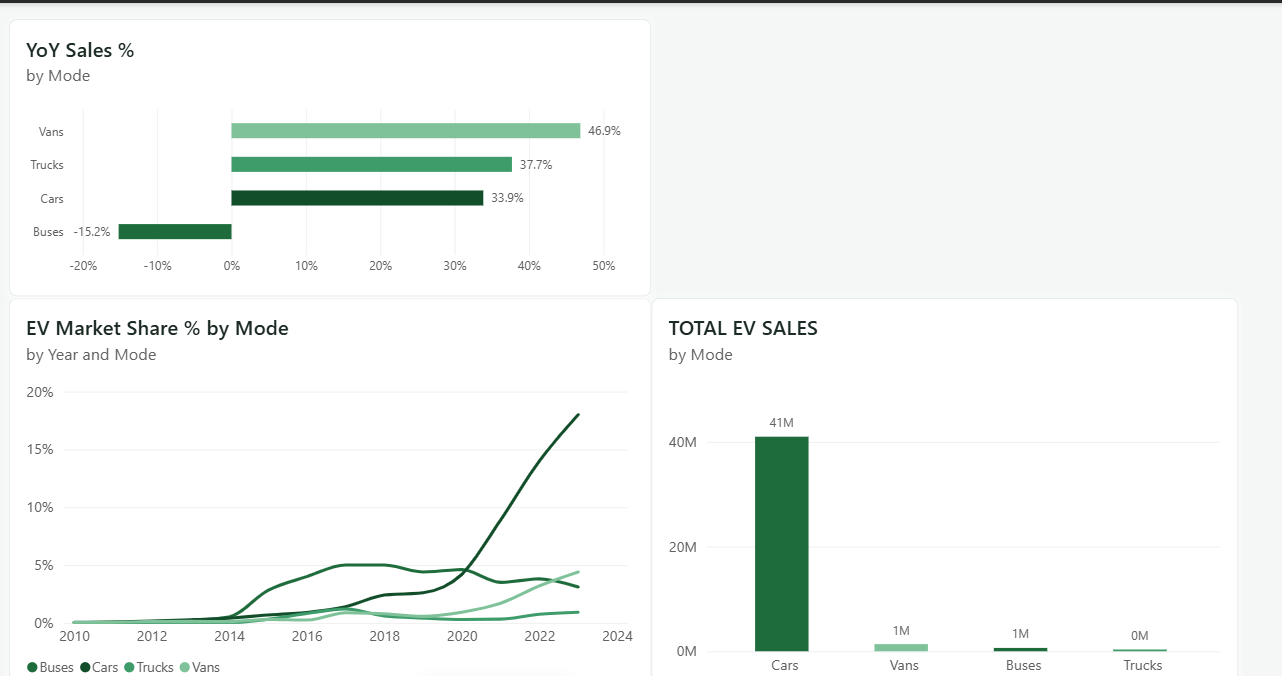 YoY Sales %
by Mode
Vans 46.9%
Trucks 37.7%
Cars 33.9%
Buses -15.2%
-20% -10% 0% 10% 20% 30% 40% 50%
EV Market Share % by Mode
by Year and Mode
20%
15%
10%
5%
0%
2010 2012 2014 2016 2018 2020 2022 2024
Buses Cars Trucks Vans
TOTAL EV SALES
by Mode
41M
40M
20M
1M 1M 0M
0M
Cars Vans Buses Trucks